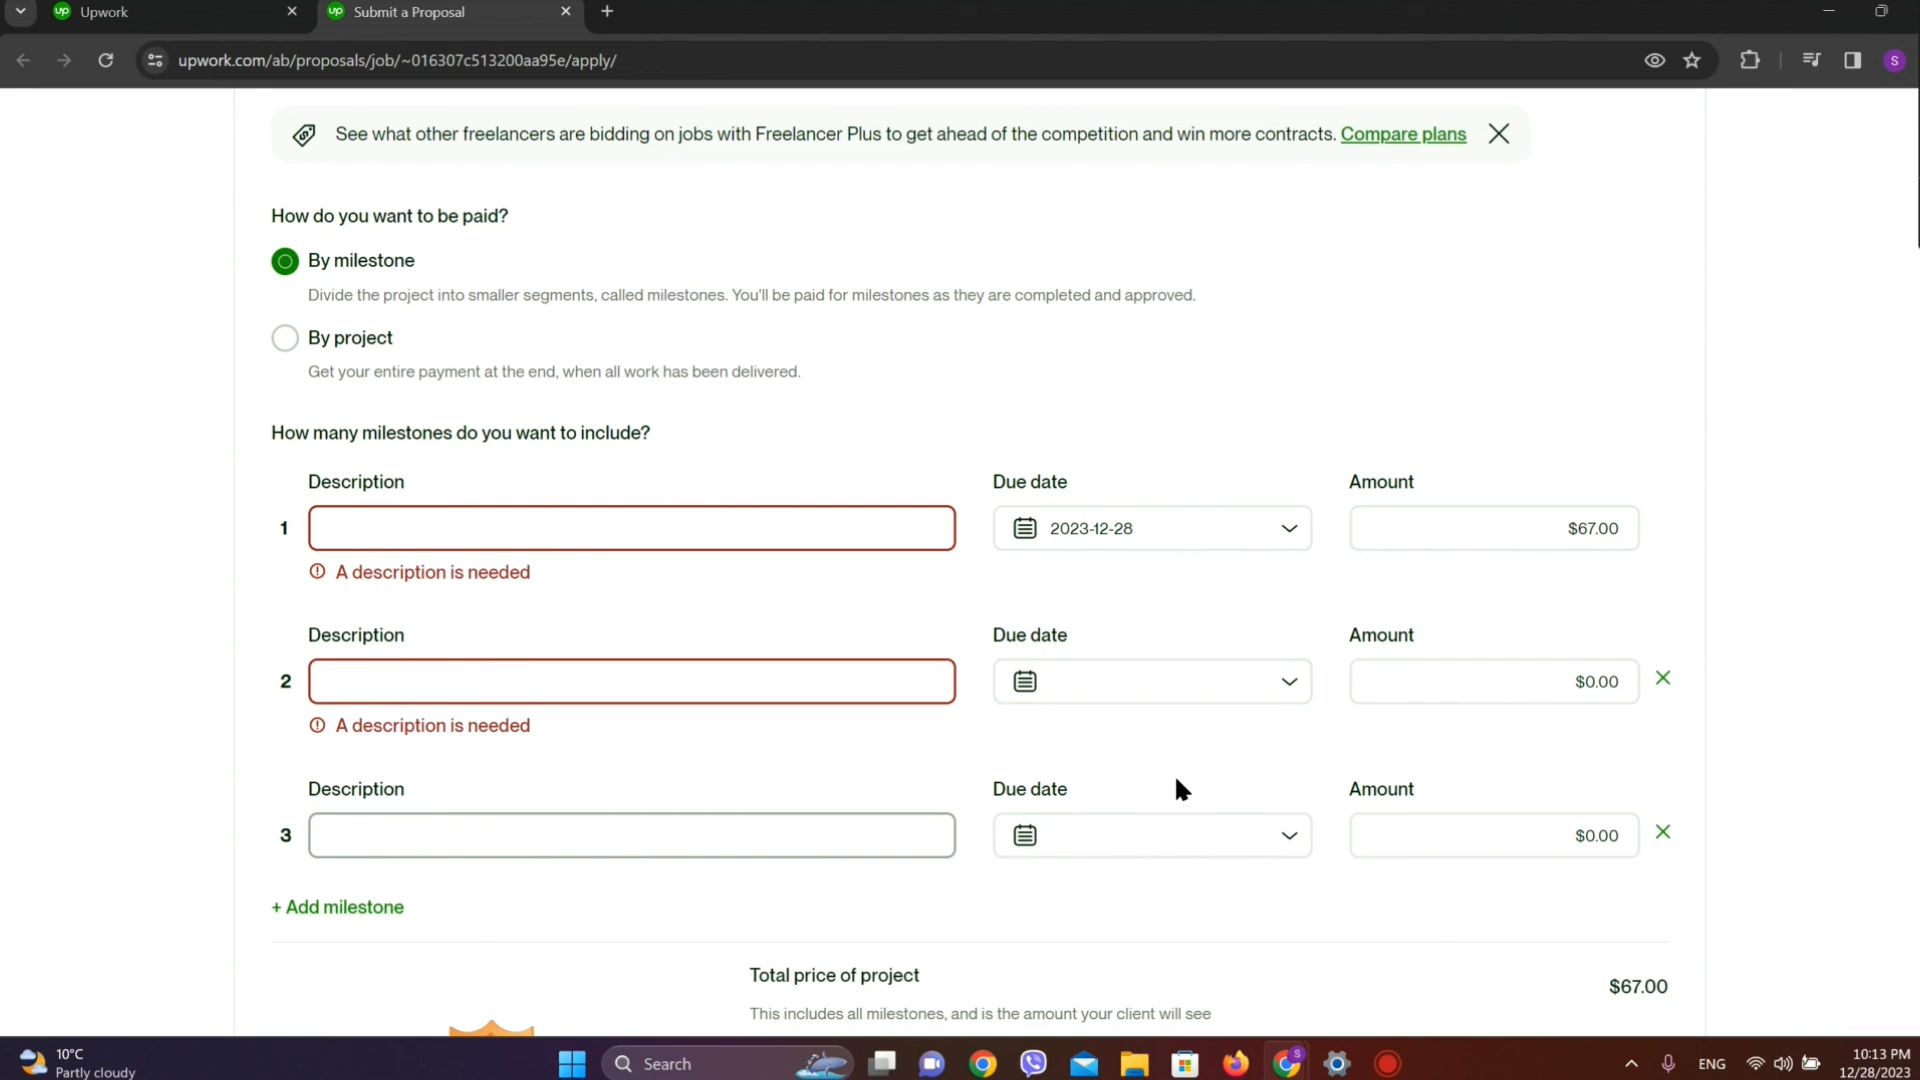 Upwork
Submit a Proposal
upwork.com/ab/proposals/job/~016307c513200aa95e/apply/
S
See what other freelancers are bidding on jobs with Freelancer Plus to get ahead of the competition and win more contracts. Compare plans
How do you want to be paid?
By milestone
Divide the project into smaller segments, called milestones. You'll be paid for milestones as they are completed and approved.
By project
Get your entire payment at the end, when all work has been delivered.
How many milestones do you want to include?
Description Due date Amount
1 2023-12-28 $67.00
A description is needed
Description Due date Amount
2 $0.00
A description is needed
Description Due date Amount
3 $0.00
+ Add milestone
Total price of project
$67.00
This includes all milestones, and is the amount your client will see
10°C
Partly cloudy
Search
ENG
10:13 PM
12/28/2023